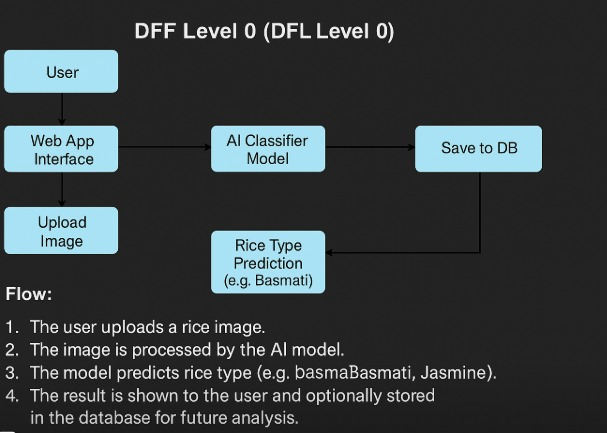 DFF Level 0 (DFL Level 0)
User
Web App
Interface
AI Classifier
Model
Save to DB
Upload
Image
Rice Type
Prediction
(e.g. Basmati)
Flow:
1. The user uploads a rice image.
2. The image is processed by the AI model.
3. The model predicts rice type (e.g. basmaBasmati, Jasmine).
4. The result is shown to the user and optionally stored
in the database for future analysis.